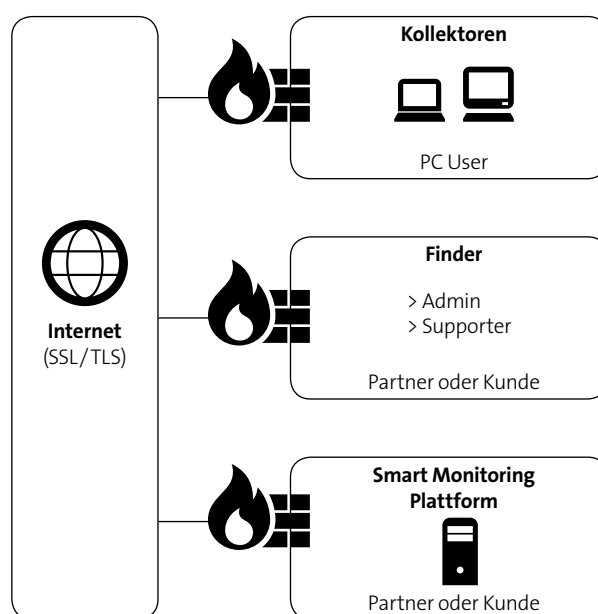 Kollektoren
PC User
Internet
(SSL/TLS)
Finder
> Admin
> Supporter
Partner oder Kunde
Smart Monitoring
Plattform
Partner oder Kunde